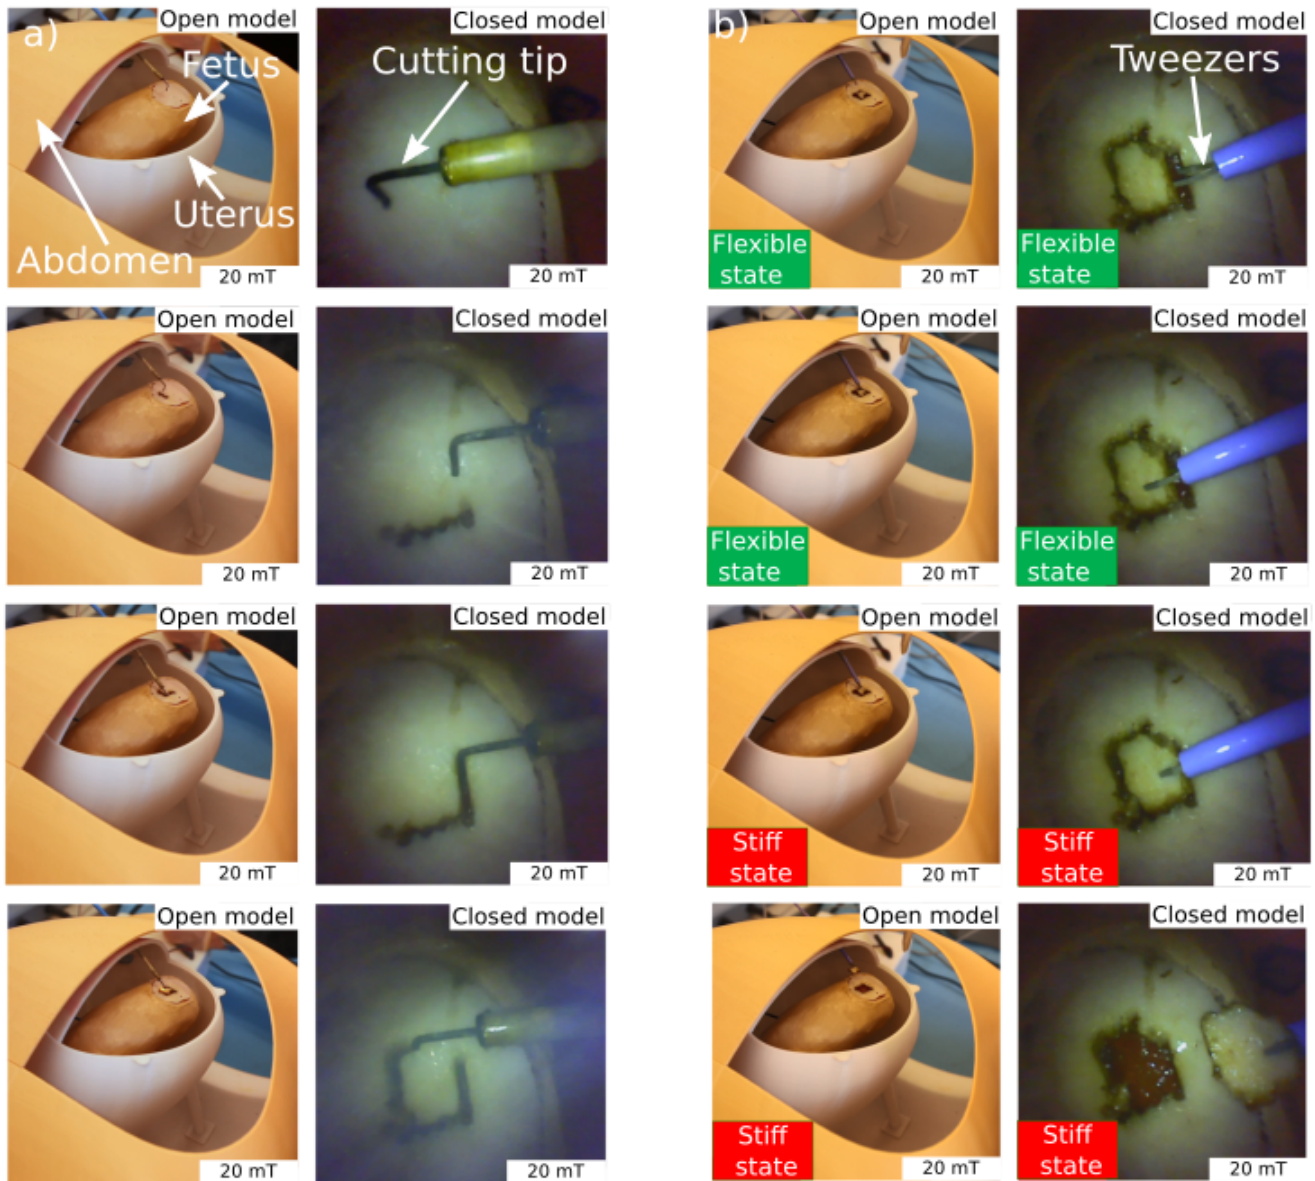 a)
Open model
Fetus
Uterus
Abdomen
20 mT
Closed model
Cutting tip
20 mT
b)
Open model
Flexible
state
20 mT
Closed model
Tweezers
Flexible
state
20 mT
Open model
20 mT
Closed model
20 mT
Open model
Flexible
state
20 mT
Closed model
Flexible
state
20 mT
Open model
20 mT
Closed model
20 mT
Open model
Stiff
state
20 mT
Closed model
Stiff
state
20 mT
Open model
20 mT
Closed model
20 mT
Open model
Stiff
state
20 mT
Closed model
Stiff
state
20 mT